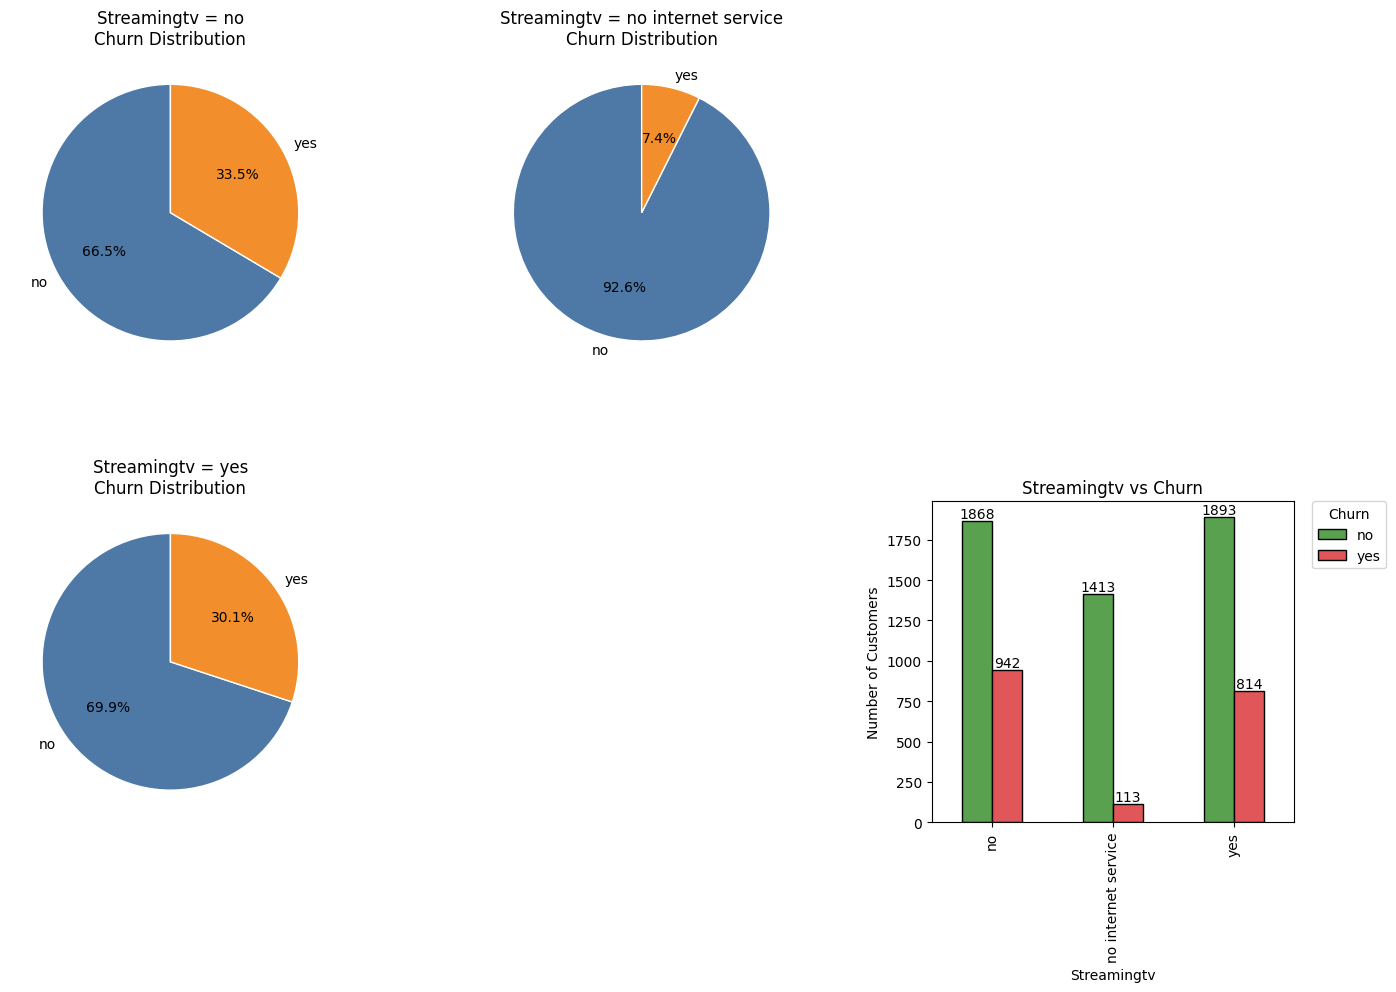 Streamingtv = no
Churn Distribution
yes
33.5%
66.5%
no
Streamingtv = no internet service
Churn Distribution
yes
7.4%
92.6%
no
Streamingtv = yes
Churn Distribution
yes
30.1%
69.9%
no
Streamingtv vs Churn
Number of Customers
1750
1500
1250
1000
750
500
250
0
1868
942
1413
113
1893
814
no
no internet service
yes
Streamingtv
Churn
no
yes